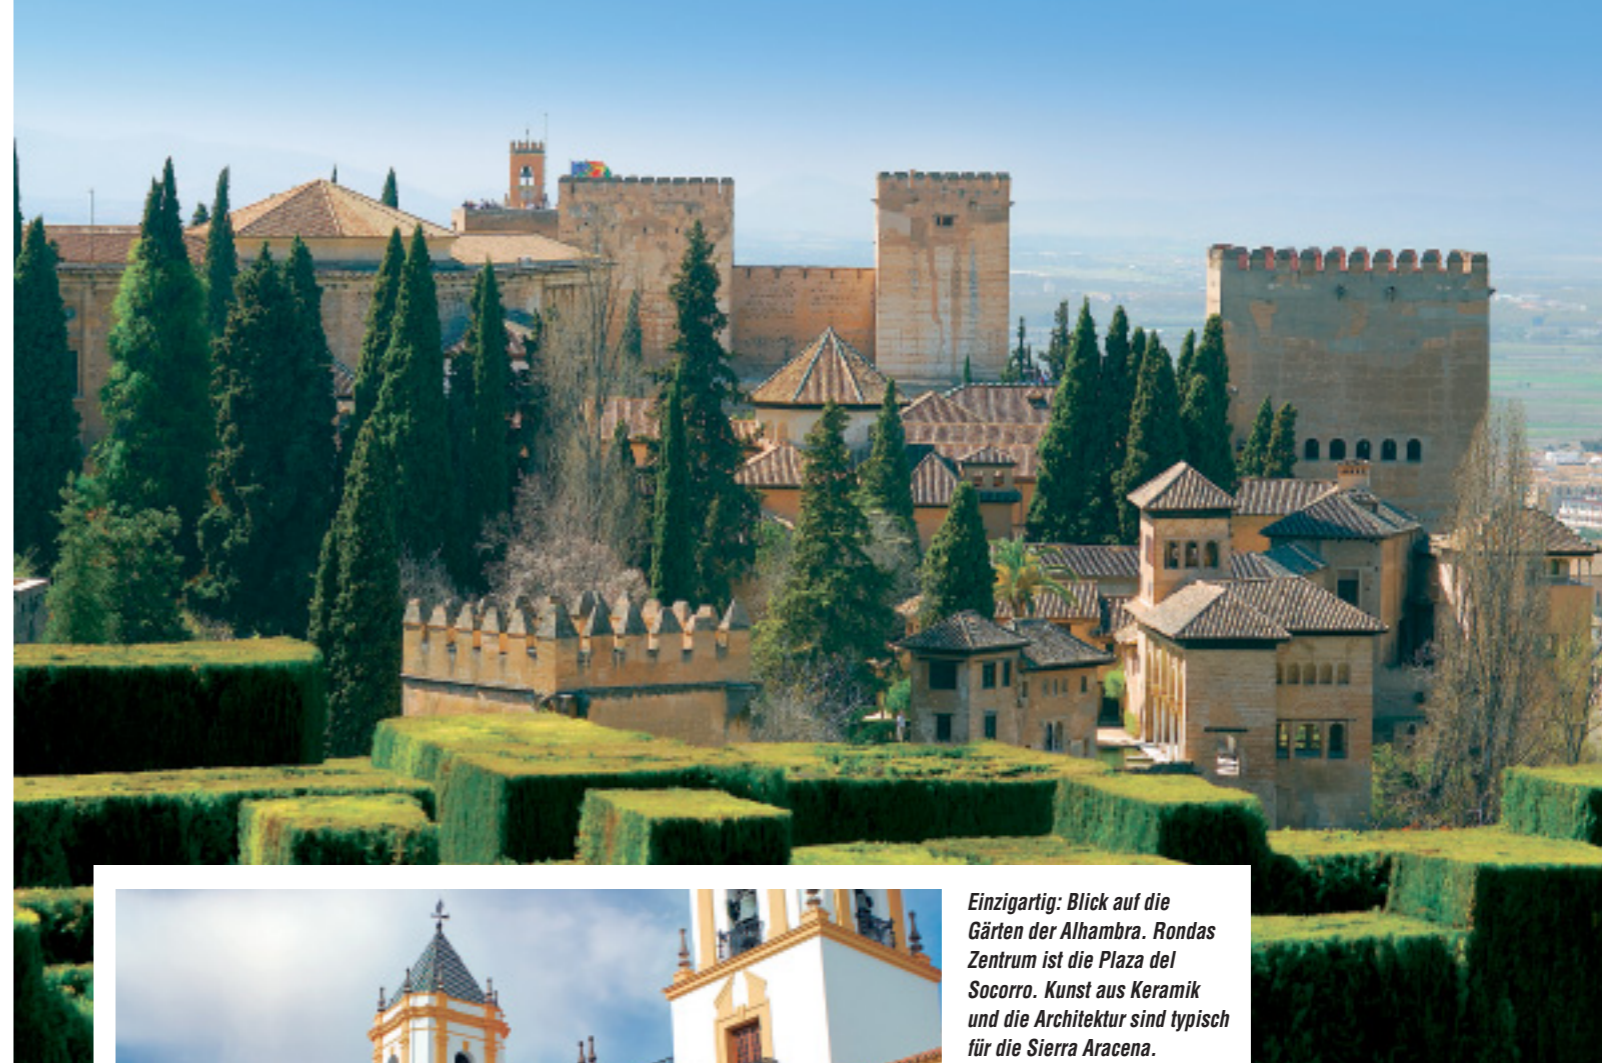 Einzigartig: Blick auf die
Gärten der Alhambra. Rondas
Zentrum ist die Plaza del
Socorro. Kunst aus Keramik
und die Architektur sind typisch
für die Sierra Aracena.